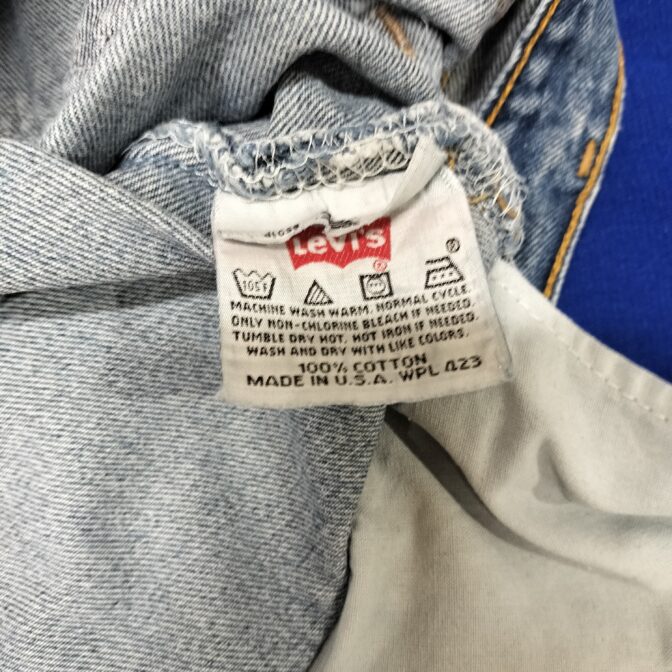 Levi's ®
105F ®
MACHINE WASH WARM. NORMAL CYCLE.
ONLY NON-CHLORINE BLEACH IF NEEDED.
TUMBLE DRY HOT, HOT IRON IF NEEDED.
WASH AND DRY WITH LIKE COLORS.
100% COTTON
MADE IN U.S.A. WPL 423